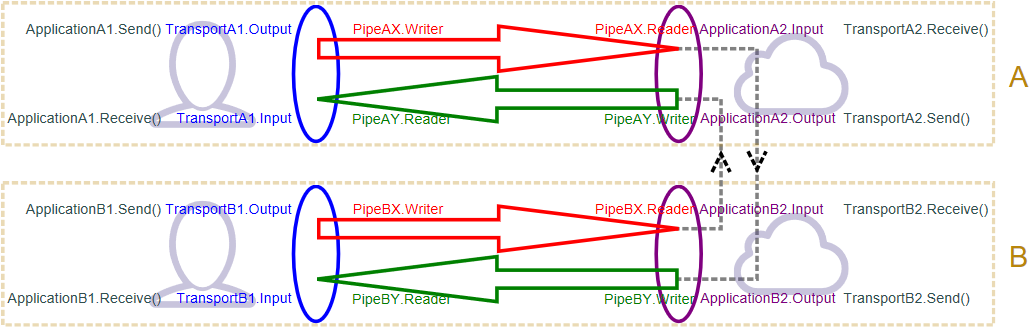 ApplicationA1.Send() TransportA1.Output PipeAX.Writer PipeAX.Reader ApplicationA2.Input TransportA2.Receive()
A
ApplicationA1.Receive() TransportA1.Input PipeAY.Reader PipeAY.Writer ApplicationA2.Output TransportA2.Send()
ApplicationB1.Send() TransportB1.Output PipeBX.Writer PipeBX.Reader ApplicationB2.Input TransportB2.Receive()
B
ApplicationB1.Receive() TransportB1.Input PipeBY.Reader PipeBY.Writer ApplicationB2.Output TransportB2.Send()